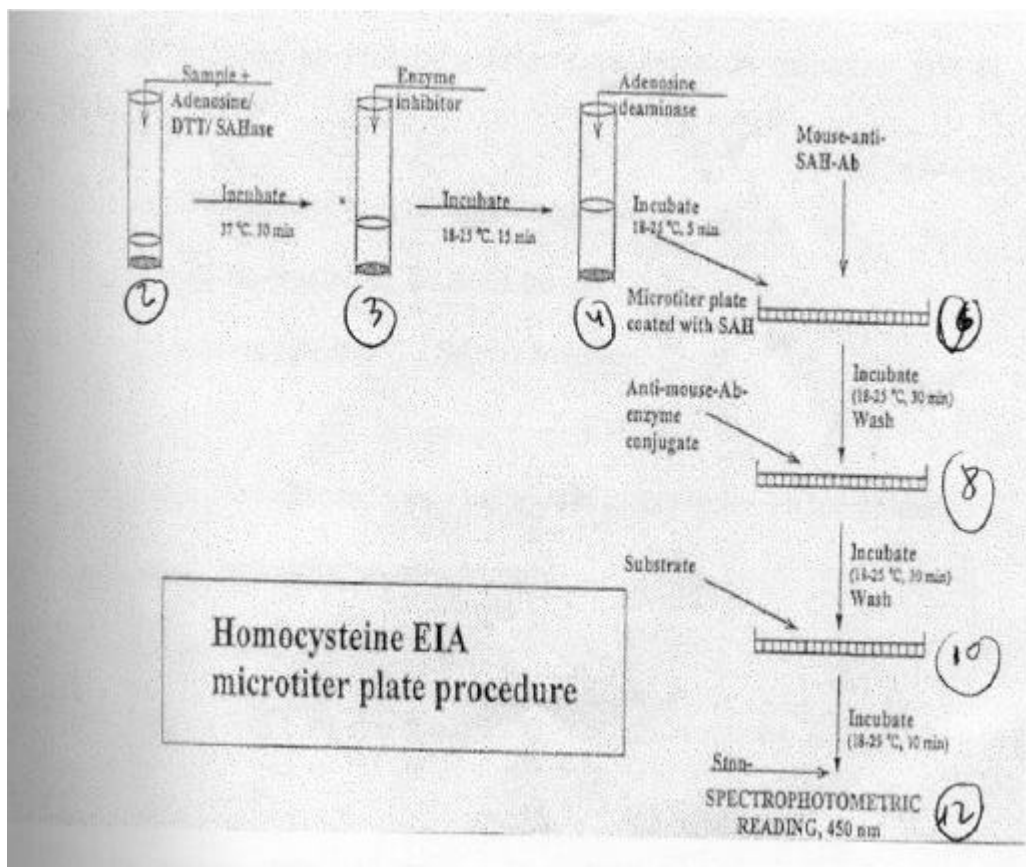 Sample +
Adenosine/
DTT/ SAHase
Incubate
37 °C, 30 min
2
Enzyme
inhibitor
Incubate
18-25 °C, 15 min
3
Adenosine
deaminase
Incubate
18-25 °C, 5 min
4
Mouse-anti-
SAH-Ab
Microtiter plate
coated with SAH
6
Incubate
(18-25 °C, 30 min)
Wash
Anti-mouse-Ab-
enzyme
conjugate
8
Incubate
(18-25 °C, 30 min)
Wash
Substrate
10
Incubate
(18-25 °C, 10 min)
Stop-
SPECTROPHOTOMETRIC
READING, 450 nm
12
Homocysteine EIA
microtiter plate procedure